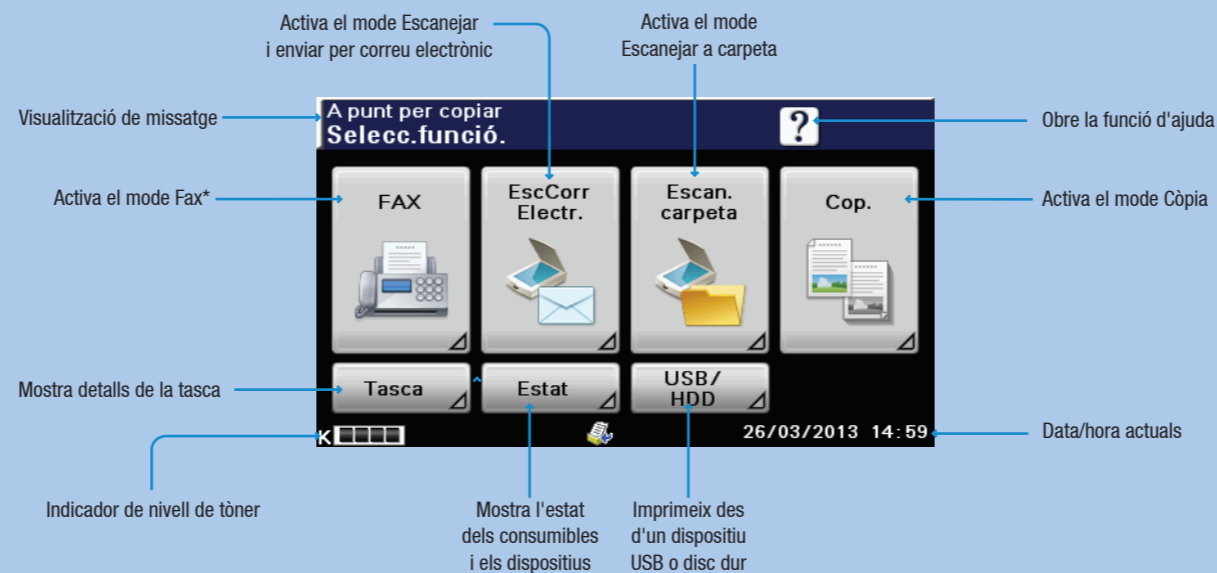 Activa el mode Escanejar
i enviar per correu electrònic
Activa el mode
Escanejar a carpeta
Visualització de missatge
A punt per copiar
Selecc.funció.
?
Obre la funció d'ajuda
Activa el mode Fax*
FAX
EscCorr
Electr.
Escan.
carpeta
Cop.
Activa el mode Còpia
Mostra detalls de la tasca
Tasca
Estat
USB/
HDD
K
26/03/2013 14:59
Data/hora actuals
Indicador de nivell de tòner
Mostra l'estat
dels consumibles
i els dispositius
Imprimeix des
d'un dispositiu
USB o disc dur